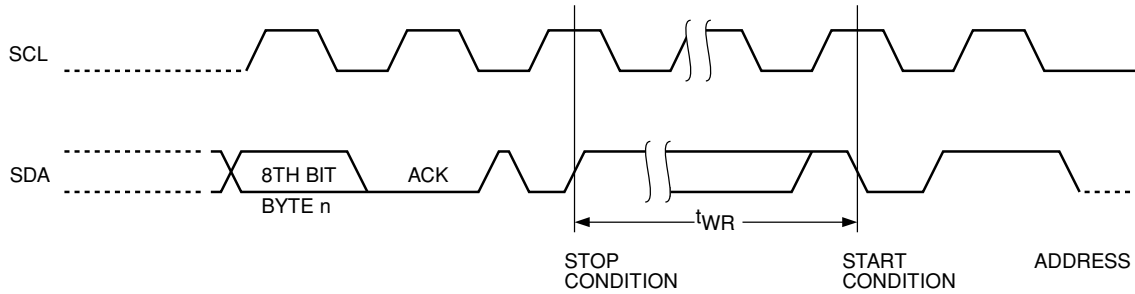 SCL
SDA
8TH BIT
ACK
BYTE n
tWR
STOP
CONDITION
START
CONDITION
ADDRESS